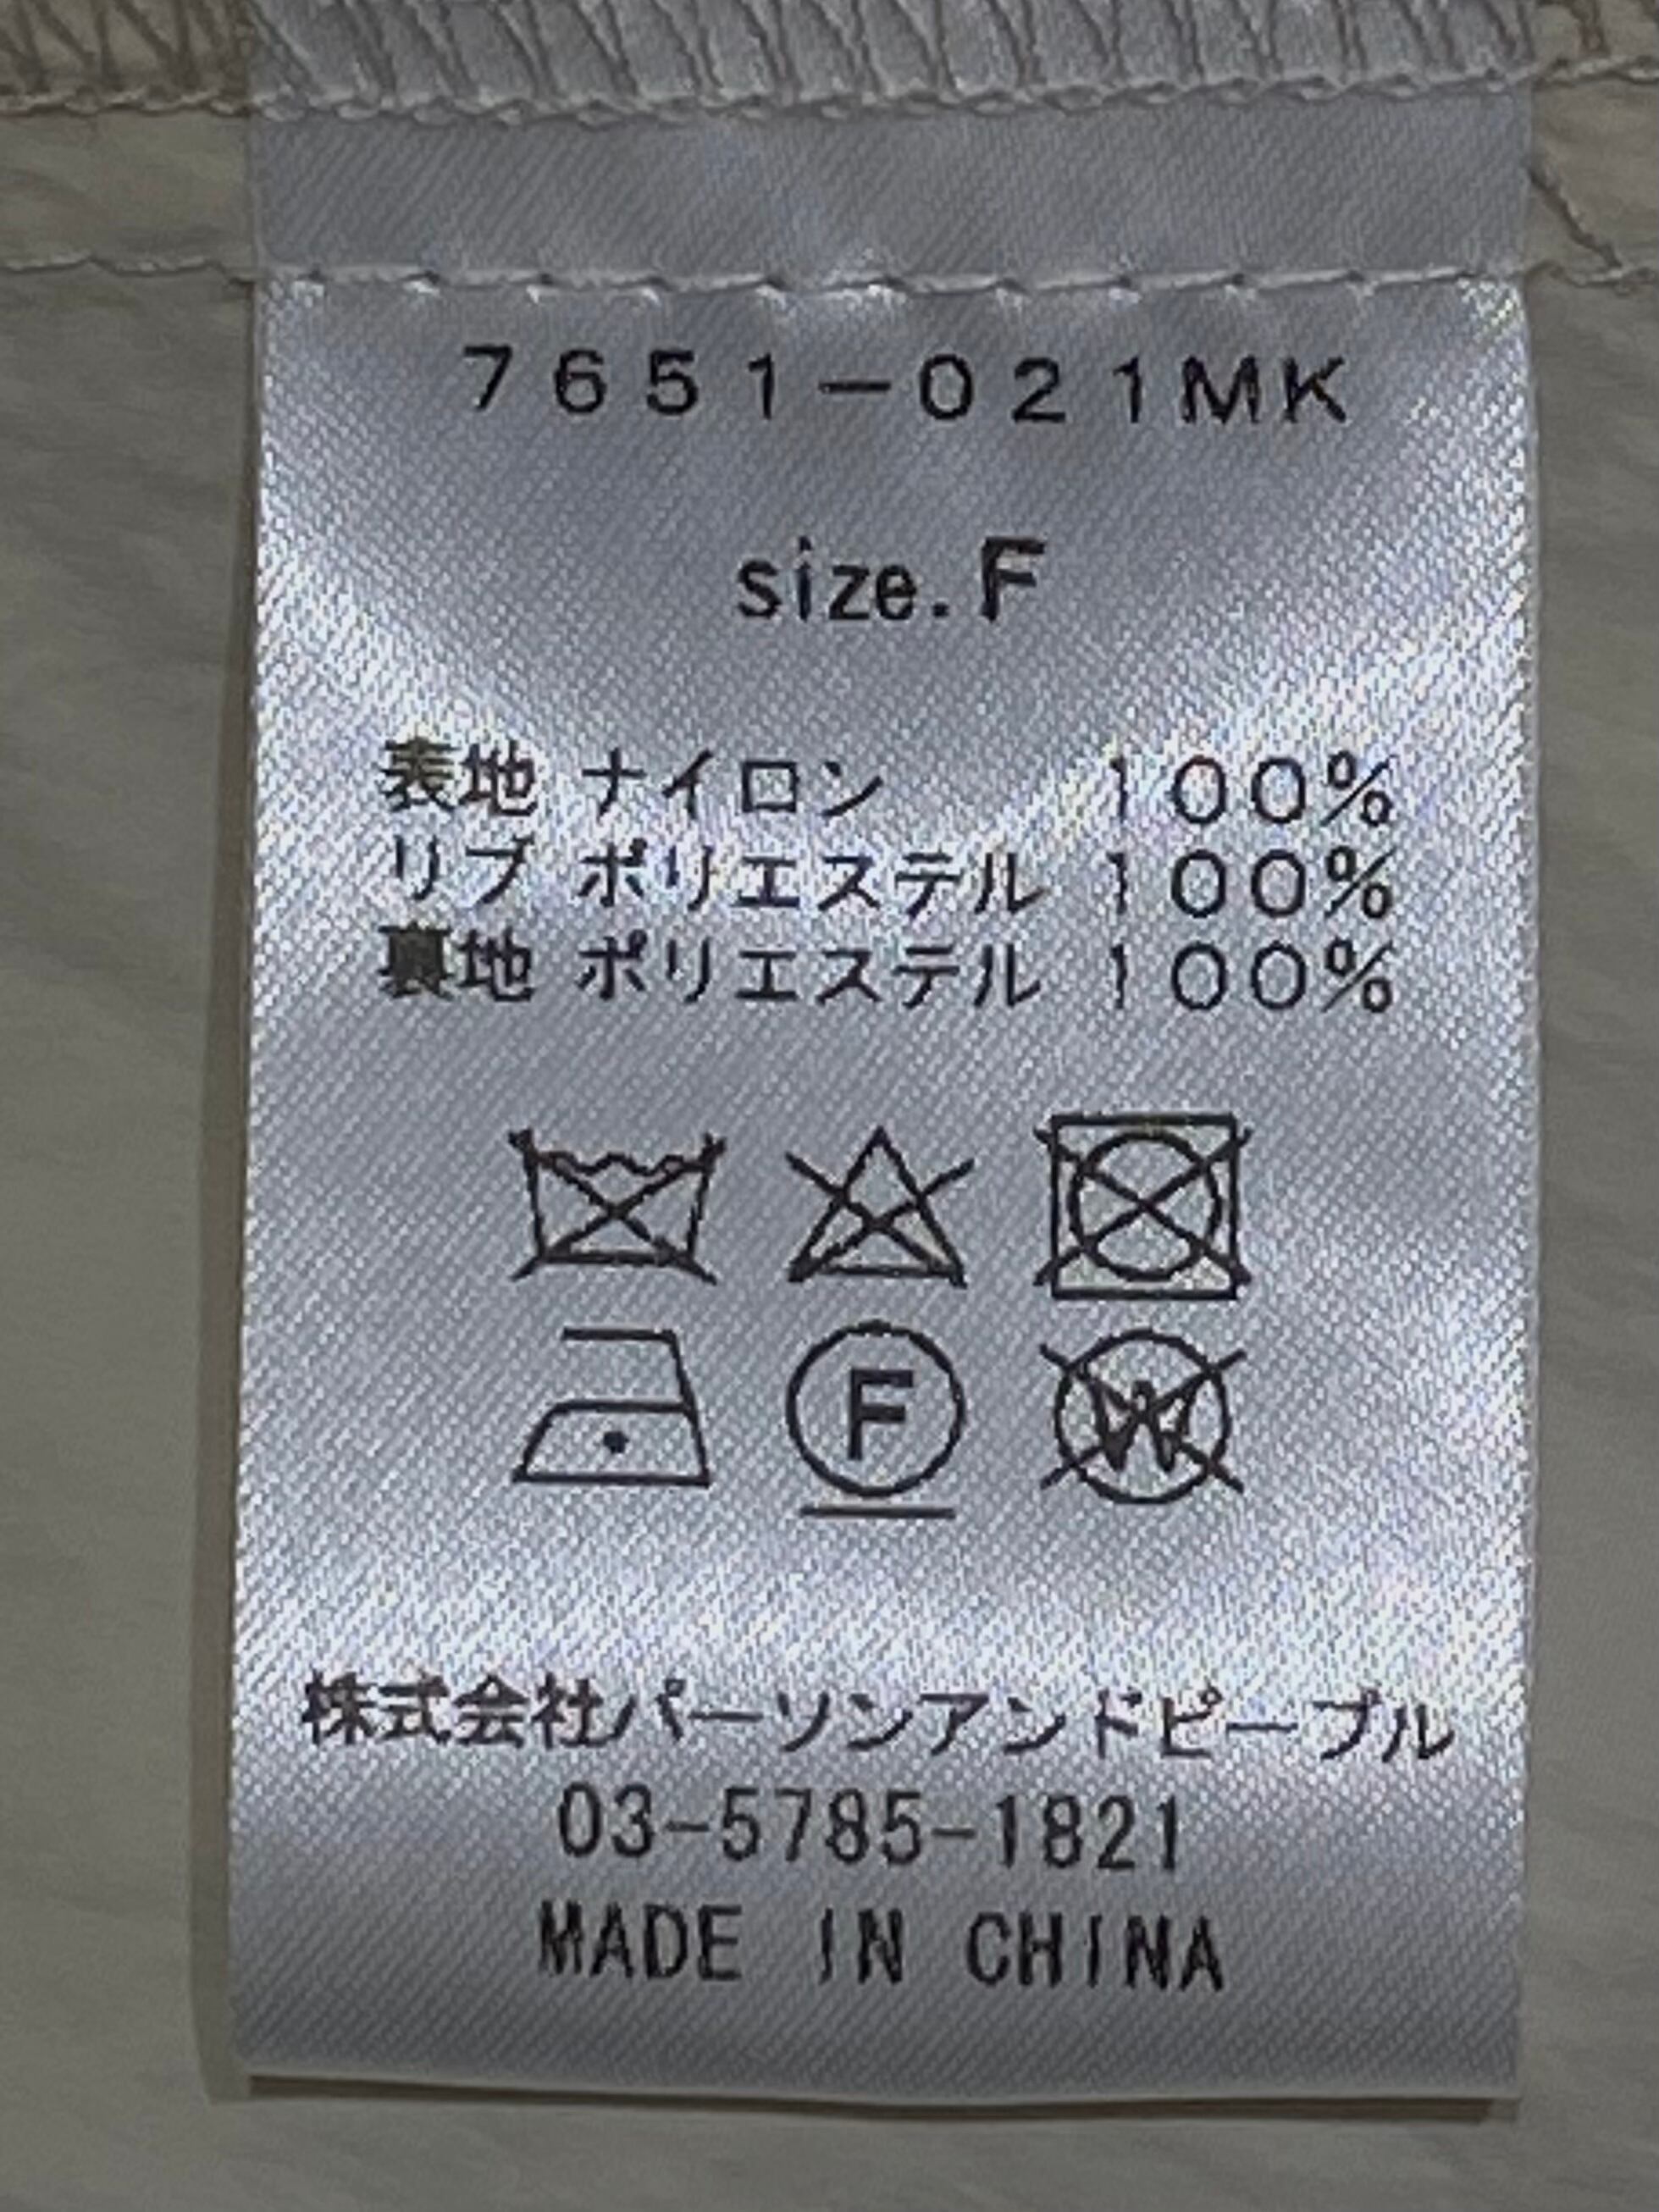 7651-021MK
size.F
表地 ナイロン 100%
リブ ポリエステル 100%
裏地 ポリエステル 100%
F
W
株式会社パーソンアンドピープル
03-5785-1821
MADE IN CHINA